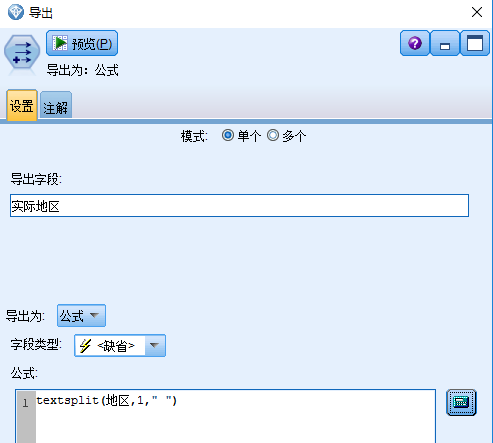 导出
预览(P)
导出为: 公式
设置 注解
模式: 单个 多个
导出字段:
实际地区
导出为: 公式
字段类型: <缺省>
公式:
1 textsplit(地区,1," ")